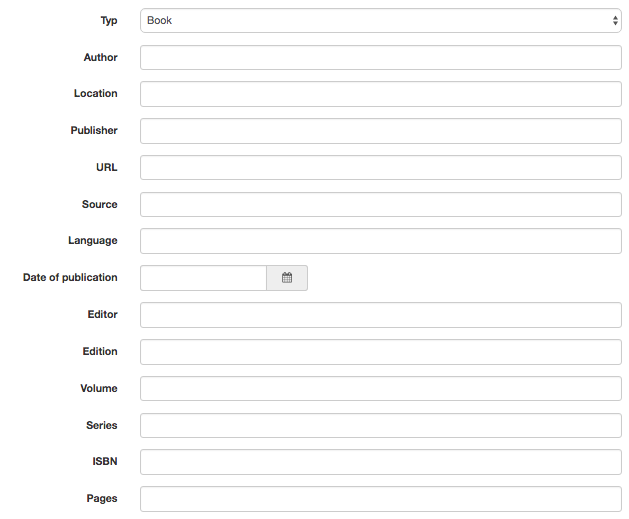 Typ Book
Author
Location
Publisher
URL
Source
Language
Date of publication
Editor
Edition
Volume
Series
ISBN
Pages